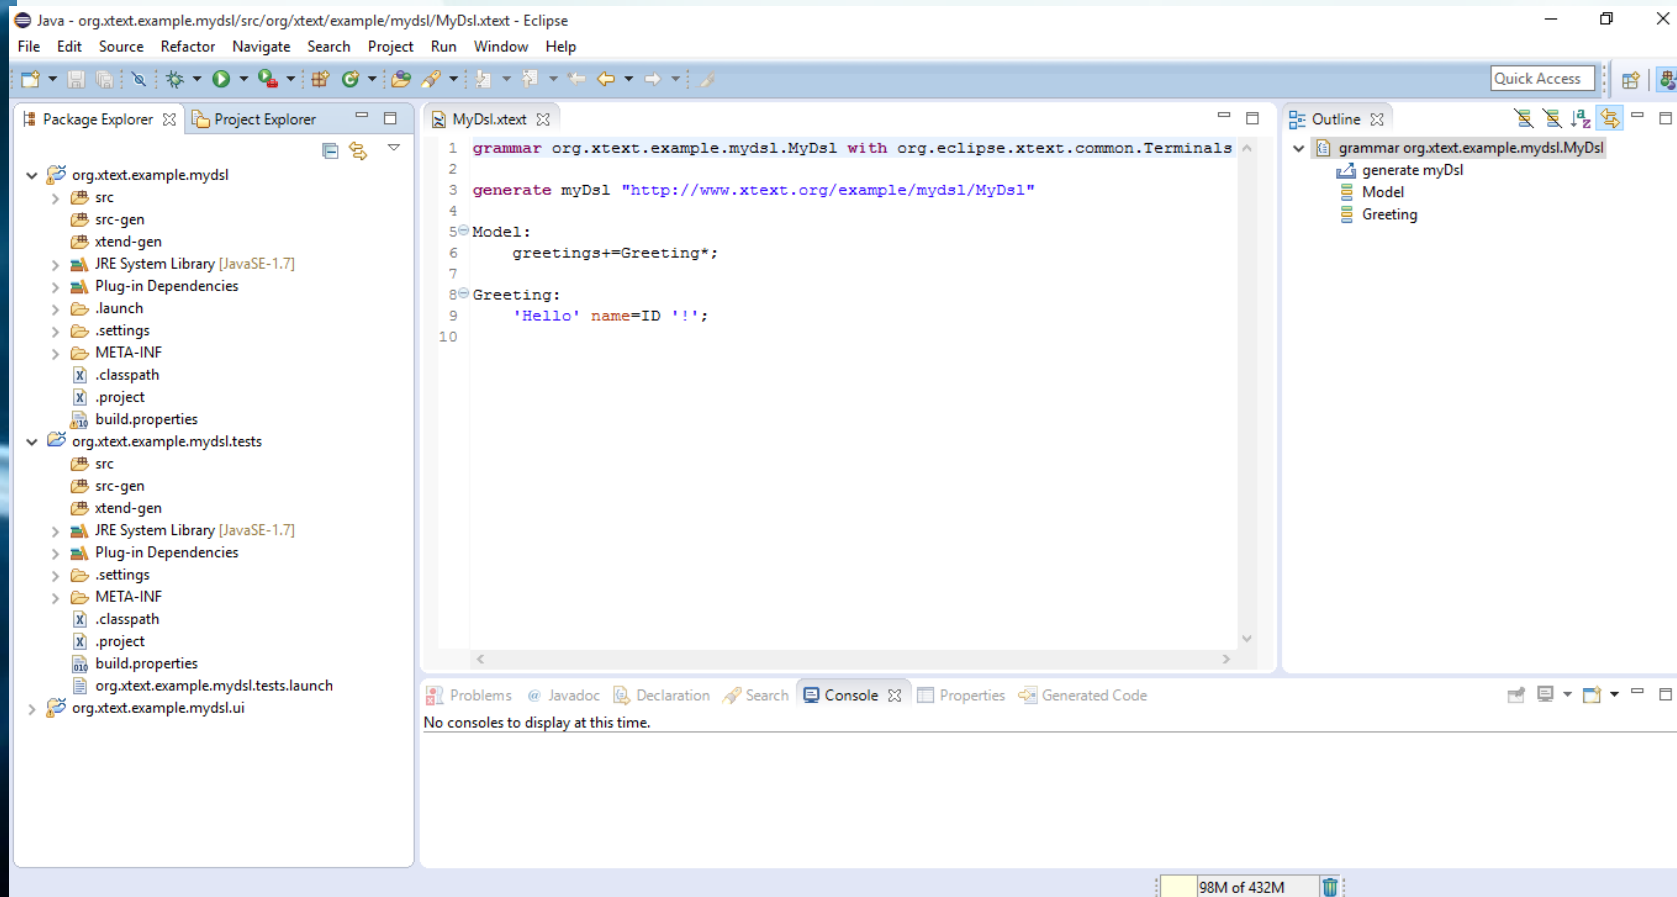 Java - org.xtext.example.mydsl/src/org/xtext/example/mydsl/MyDsl.xtext - Eclipse
File Edit Source Refactor Navigate Search Project Run Window Help
Quick Access
Package Explorer
Project Explorer
org.xtext.example.mydsl
src
src-gen
xtend-gen
JRE System Library [JavaSE-1.7]
Plug-in Dependencies
.launch
.settings
META-INF
.classpath
.project
build.properties
org.xtext.example.mydsl.tests
src
src-gen
xtend-gen
JRE System Library [JavaSE-1.7]
Plug-in Dependencies
.settings
META-INF
.classpath
.project
build.properties
org.xtext.example.mydsl.tests.launch
org.xtext.example.mydsl.ui
MyDsl.xtext
1 grammar org.xtext.example.mydsl.MyDsl with org.eclipse.xtext.common.Terminals
2
3 generate myDsl "http://www.xtext.org/example/mydsl/MyDsl"
4
5 Model:
6 greetings+=Greeting*;
7
8 Greeting:
9 'Hello' name=ID '!';
10
Outline
grammar org.xtext.example.mydsl.MyDsl
generate myDsl
Model
Greeting
Problems @ Javadoc Declaration Search Console Properties Generated Code
No consoles to display at this time.
98M of 432M